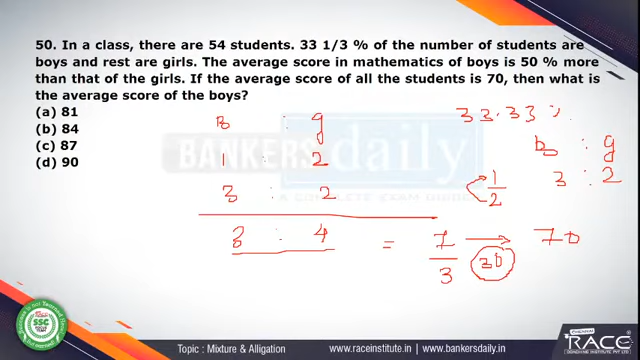 50. In a class, there are 54 students. 33 1/3 % of the number of students are
boys and rest are girls. The average score in mathematics of boys is 50 % more
than that of the girls. If the average score of all the students is 70, then what is
the average score of the boys?
(a) 81
(b) 84
(c) 87
(d) 90
B : g
1 : 2
3 : 2
3 : 4 = 7/3 → 70
30
33.33 %
b : g
3 : 2
1/2
BANKERS daily
Topic : Mixture & Alligation
www.raceinstitute.in | www.bankersdaily.in
CHENNAI
RACE
SSC